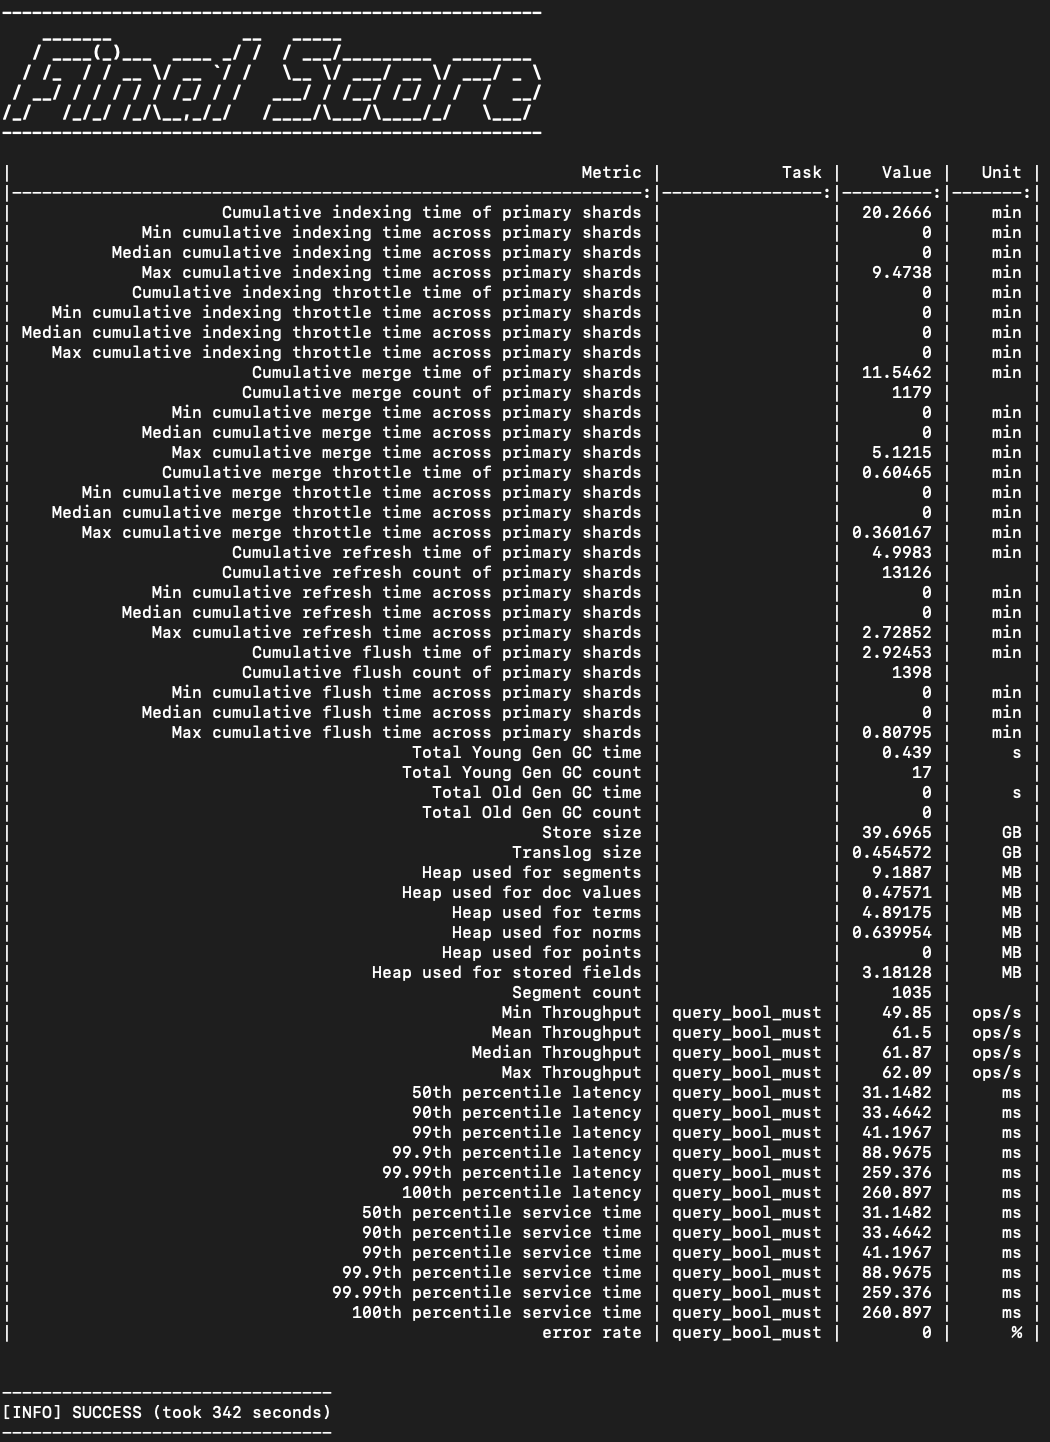 Final Score
| Metric | Task | Value | Unit |
|---------------------------------------------------------------:|----------------:|---------:|-------:|
| Cumulative indexing time of primary shards | | 20.2666 | min |
| Min cumulative indexing time across primary shards | | 0 | min |
| Median cumulative indexing time across primary shards | | 0 | min |
| Max cumulative indexing time across primary shards | | 9.4738 | min |
| Cumulative indexing throttle time of primary shards | | 0 | min |
| Min cumulative indexing throttle time across primary shards | | 0 | min |
| Median cumulative indexing throttle time across primary shards | | 0 | min |
| Max cumulative indexing throttle time across primary shards | | 0 | min |
| Cumulative merge time of primary shards | | 11.5462 | min |
| Cumulative merge count of primary shards | | 1179 | |
| Min cumulative merge time across primary shards | | 0 | min |
| Median cumulative merge time across primary shards | | 0 | min |
| Max cumulative merge time across primary shards | | 5.1215 | min |
| Cumulative merge throttle time of primary shards | | 0.60465 | min |
| Min cumulative merge throttle time across primary shards | | 0 | min |
| Median cumulative merge throttle time across primary shards | | 0 | min |
| Max cumulative merge throttle time across primary shards | | 0.360167 | min |
| Cumulative refresh time of primary shards | | 4.9983 | min |
| Cumulative refresh count of primary shards | | 13126 | |
| Min cumulative refresh time across primary shards | | 0 | min |
| Median cumulative refresh time across primary shards | | 0 | min |
| Max cumulative refresh time across primary shards | | 2.72852 | min |
| Cumulative flush time of primary shards | | 2.92453 | min |
| Cumulative flush count of primary shards | | 1398 | |
| Min cumulative flush time across primary shards | | 0 | min |
| Median cumulative flush time across primary shards | | 0 | min |
| Max cumulative flush time across primary shards | | 0.80795 | min |
| Total Young Gen GC time | | 0.439 | s |
| Total Young Gen GC count | | 17 | |
| Total Old Gen GC time | | 0 | s |
| Total Old Gen GC count | | 0 | |
| Store size | | 39.6965 | GB |
| Translog size | | 0.454572 | GB |
| Heap used for segments | | 9.1887 | MB |
| Heap used for doc values | | 0.47571 | MB |
| Heap used for terms | | 4.89175 | MB |
| Heap used for norms | | 0.639954 | MB |
| Heap used for points | | 0 | MB |
| Heap used for stored fields | | 3.18128 | MB |
| Segment count | | 1035 | |
| Min Throughput | query_bool_must | 49.85 | ops/s |
| Mean Throughput | query_bool_must | 61.5 | ops/s |
| Median Throughput | query_bool_must | 61.87 | ops/s |
| Max Throughput | query_bool_must | 62.09 | ops/s |
| 50th percentile latency | query_bool_must | 31.1482 | ms |
| 90th percentile latency | query_bool_must | 33.4642 | ms |
| 99th percentile latency | query_bool_must | 41.1967 | ms |
| 99.9th percentile latency | query_bool_must | 88.9675 | ms |
| 99.99th percentile latency | query_bool_must | 259.376 | ms |
| 100th percentile latency | query_bool_must | 260.897 | ms |
| 50th percentile service time | query_bool_must | 31.1482 | ms |
| 90th percentile service time | query_bool_must | 33.4642 | ms |
| 99th percentile service time | query_bool_must | 41.1967 | ms |
| 99.9th percentile service time | query_bool_must | 88.9675 | ms |
| 99.99th percentile service time | query_bool_must | 259.376 | ms |
| 100th percentile service time | query_bool_must | 260.897 | ms |
| error rate | query_bool_must | 0 | % |
---------------------------------
[INFO] SUCCESS (took 342 seconds)
---------------------------------